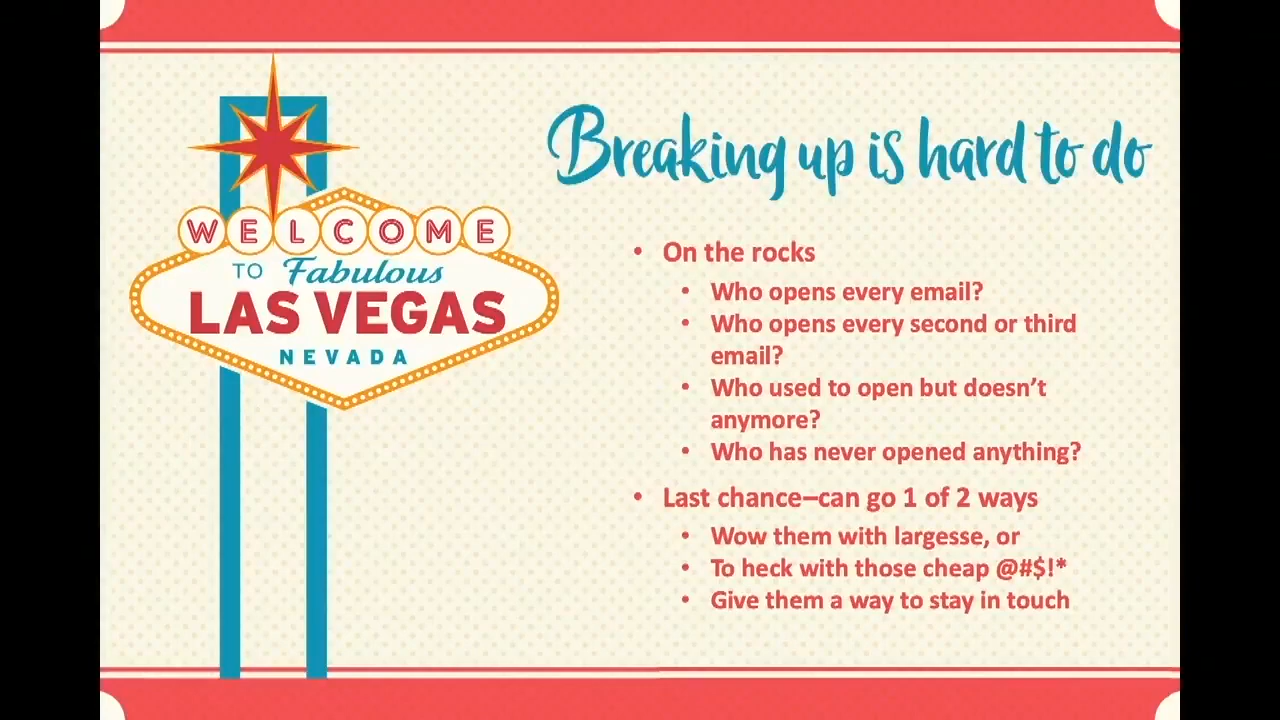 WELCOME
TO Fabulous
LAS VEGAS
NEVADA
Breaking up is hard to do
• On the rocks
• Who opens every email?
• Who opens every second or third
email?
• Who used to open but doesn’t
anymore?
• Who has never opened anything?
• Last chance–can go 1 of 2 ways
• Wow them with largesse, or
• To heck with those cheap @#$!*
• Give them a way to stay in touch